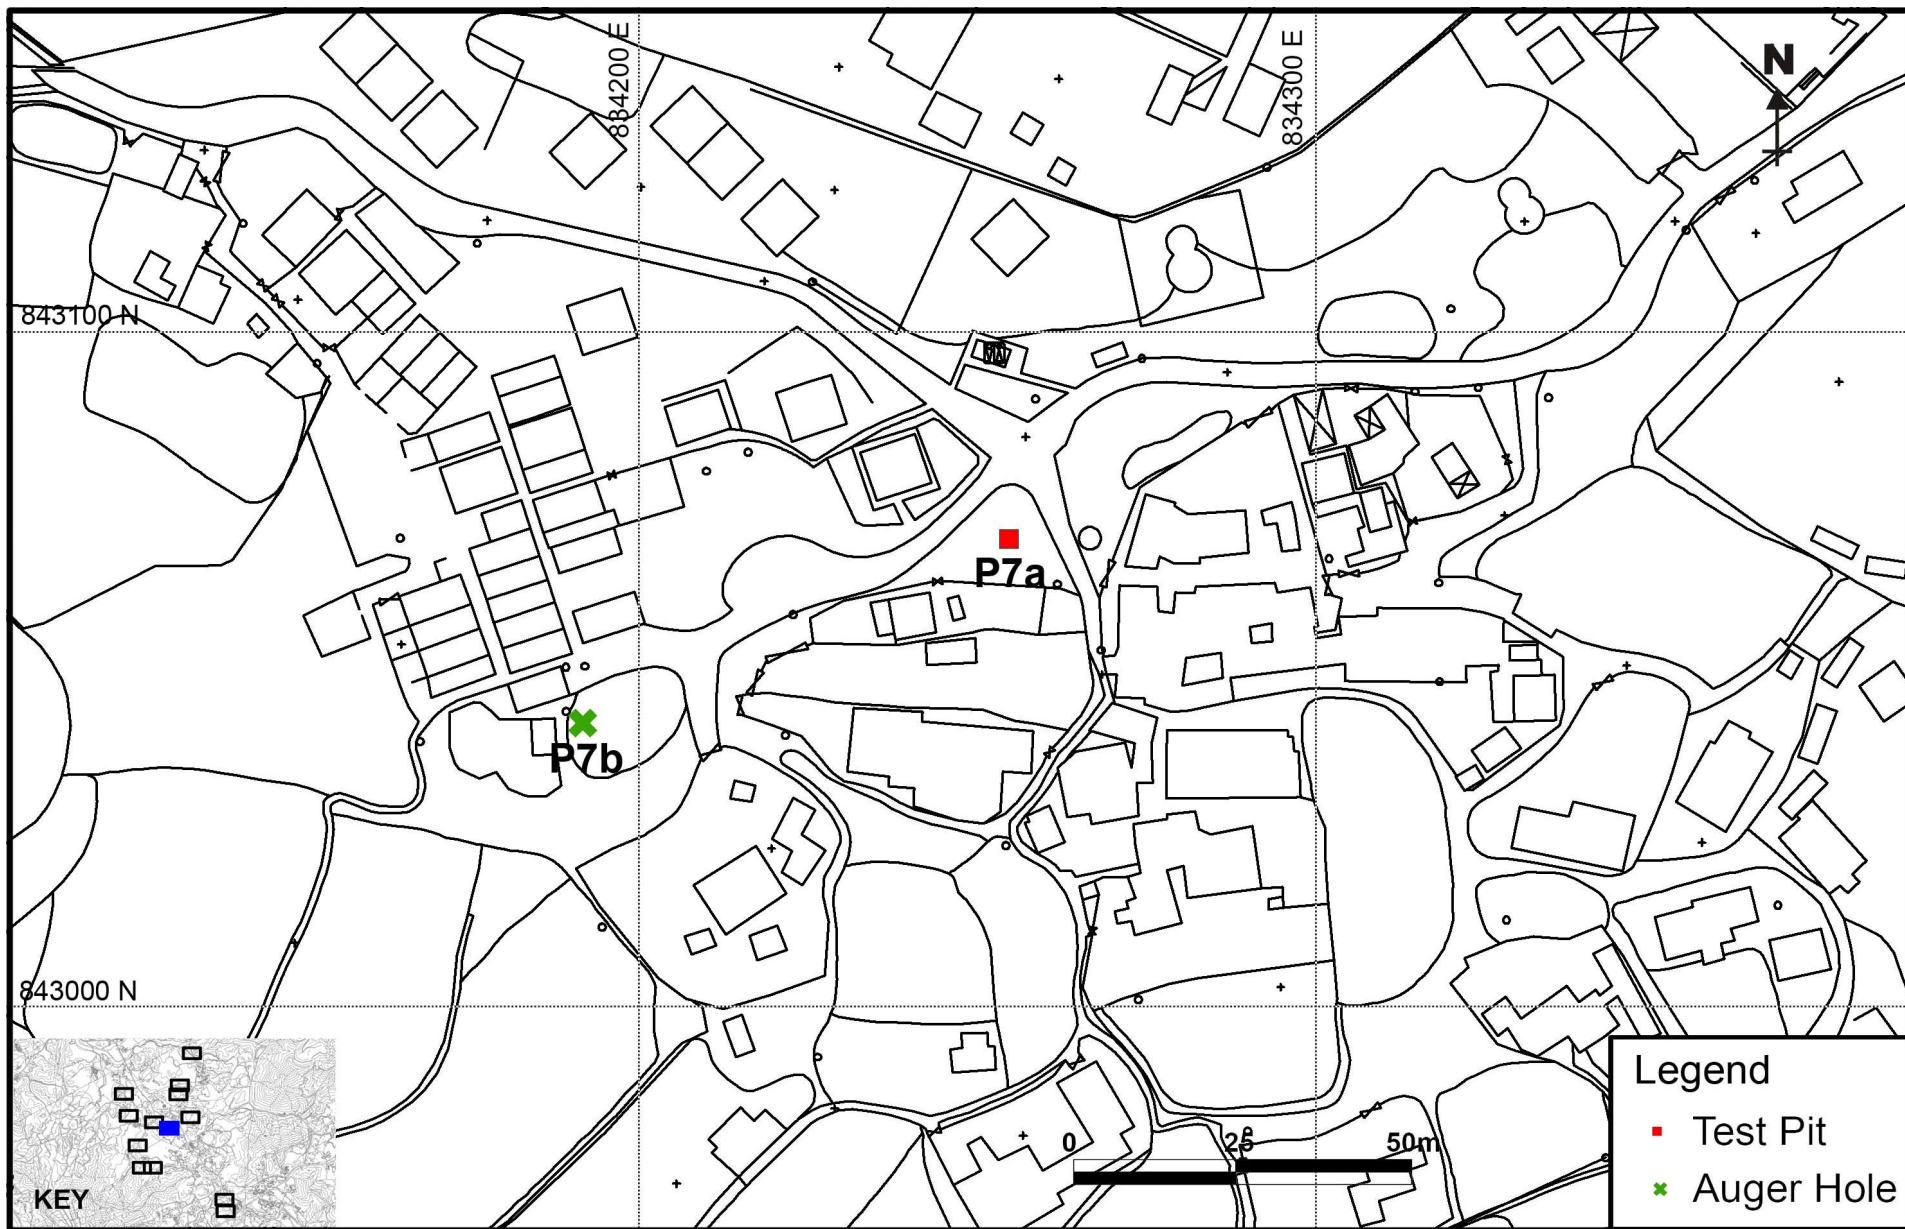 834200 E
834300 E
N
843100 N
P7a
P7b
843000 N
KEY
0 25 50m
Legend
Test Pit
Auger Hole